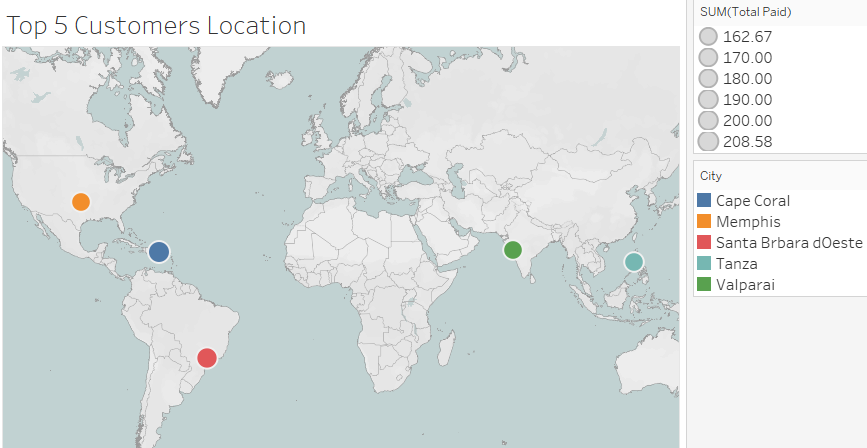 Top 5 Customers Location
SUM(Total Paid)
162.67
170.00
180.00
190.00
200.00
208.58
City
Cape Coral
Memphis
Santa Brbara dOeste
Tanza
Valparai